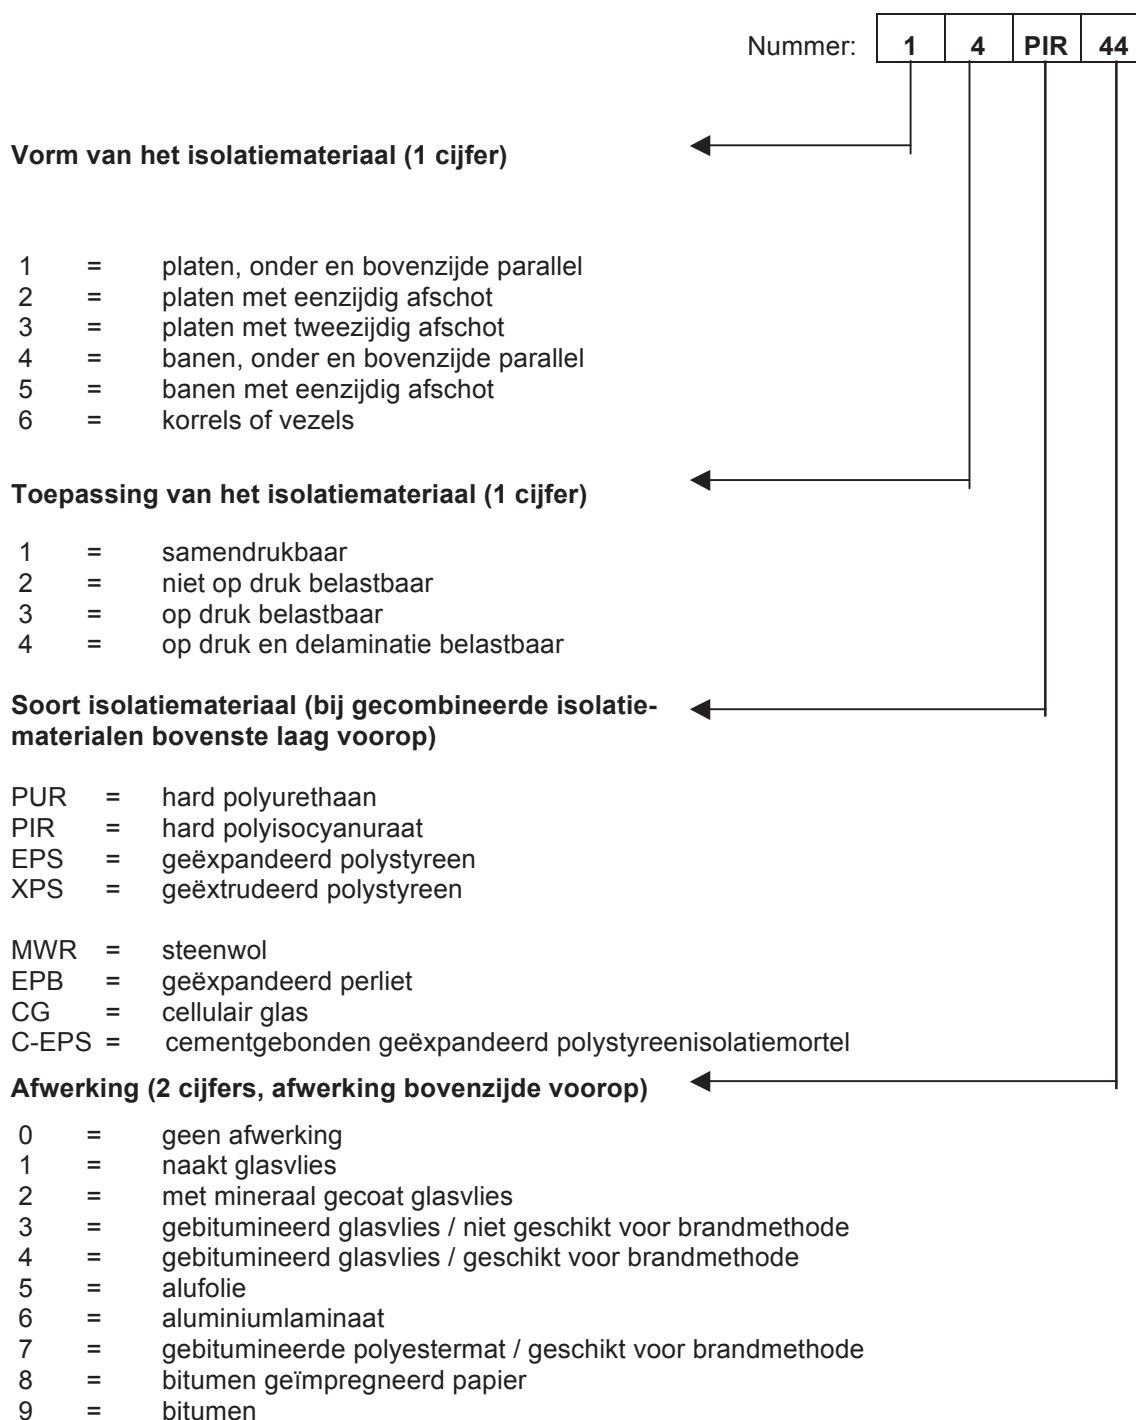 Nummer: 1 4 PIR 44
Vorm van het isolatiemateriaal (1 cijfer)
1 = platen, onder en bovenzijde parallel
2 = platen met eenzijdig afschot
3 = platen met tweezijdig afschot
4 = banen, onder en bovenzijde parallel
5 = banen met eenzijdig afschot
6 = korrels of vezels
Toepassing van het isolatiemateriaal (1 cijfer)
1 = samendrukbaar
2 = niet op druk belastbaar
3 = op druk belastbaar
4 = op druk en delaminatie belastbaar
Soort isolatiemateriaal (bij gecombineerde isolatie-
materialen bovenste laag voorop)
PUR = hard polyurethaan
PIR = hard polyisocyanuraat
EPS = geëxpandeerd polystyreen
XPS = geëxtrudeerd polystyreen
MWR = steenwol
EPB = geëxpandeerd perliet
CG = cellulair glas
C-EPS = cementgebonden geëxpandeerd polystyreenisolatiemortel
Afwerking (2 cijfers, afwerking bovenzijde voorop)
0 = geen afwerking
1 = naakt glasvlies
2 = met mineraal gecoat glasvlies
3 = gebitumineerd glasvlies / niet geschikt voor brandmethode
4 = gebitumineerd glasvlies / geschikt voor brandmethode
5 = alufolie
6 = aluminiumlaminaat
7 = gebitumineerde polyestermat / geschikt voor brandmethode
8 = bitumen geïmpregneerd papier
9 = bitumen